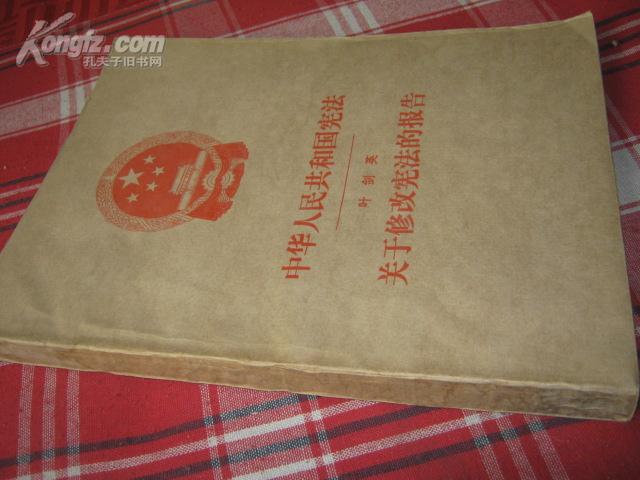 Kongfz.com
孔夫子旧书网
中华人民共和国宪法
叶剑英
关于修改宪法的报告